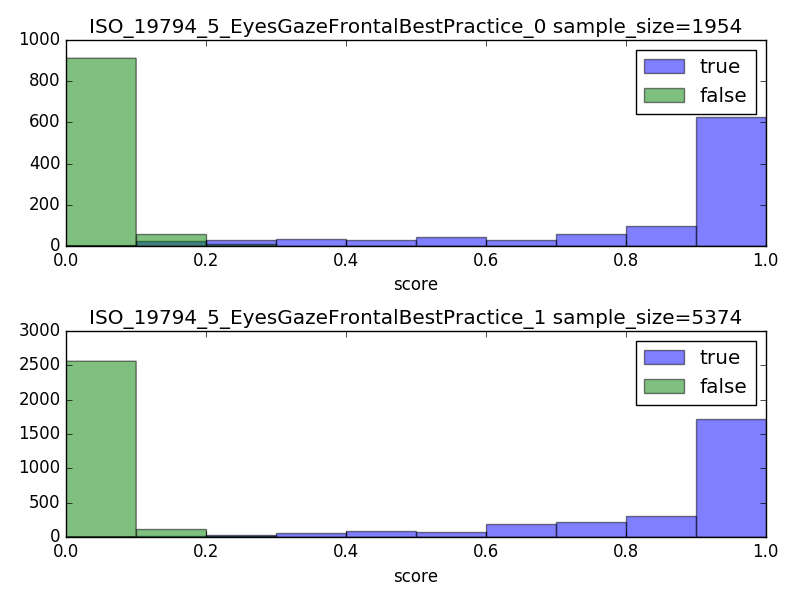 ISO_19794_5_EyesGazeFrontalBestPractice_0 sample_size=1954
1000
800
600
400
200
0
true
false
0.0 0.2 0.4 0.6 0.8 1.0
score
ISO_19794_5_EyesGazeFrontalBestPractice_1 sample_size=5374
3000
2500
2000
1500
1000
500
0
true
false
0.0 0.2 0.4 0.6 0.8 1.0
score